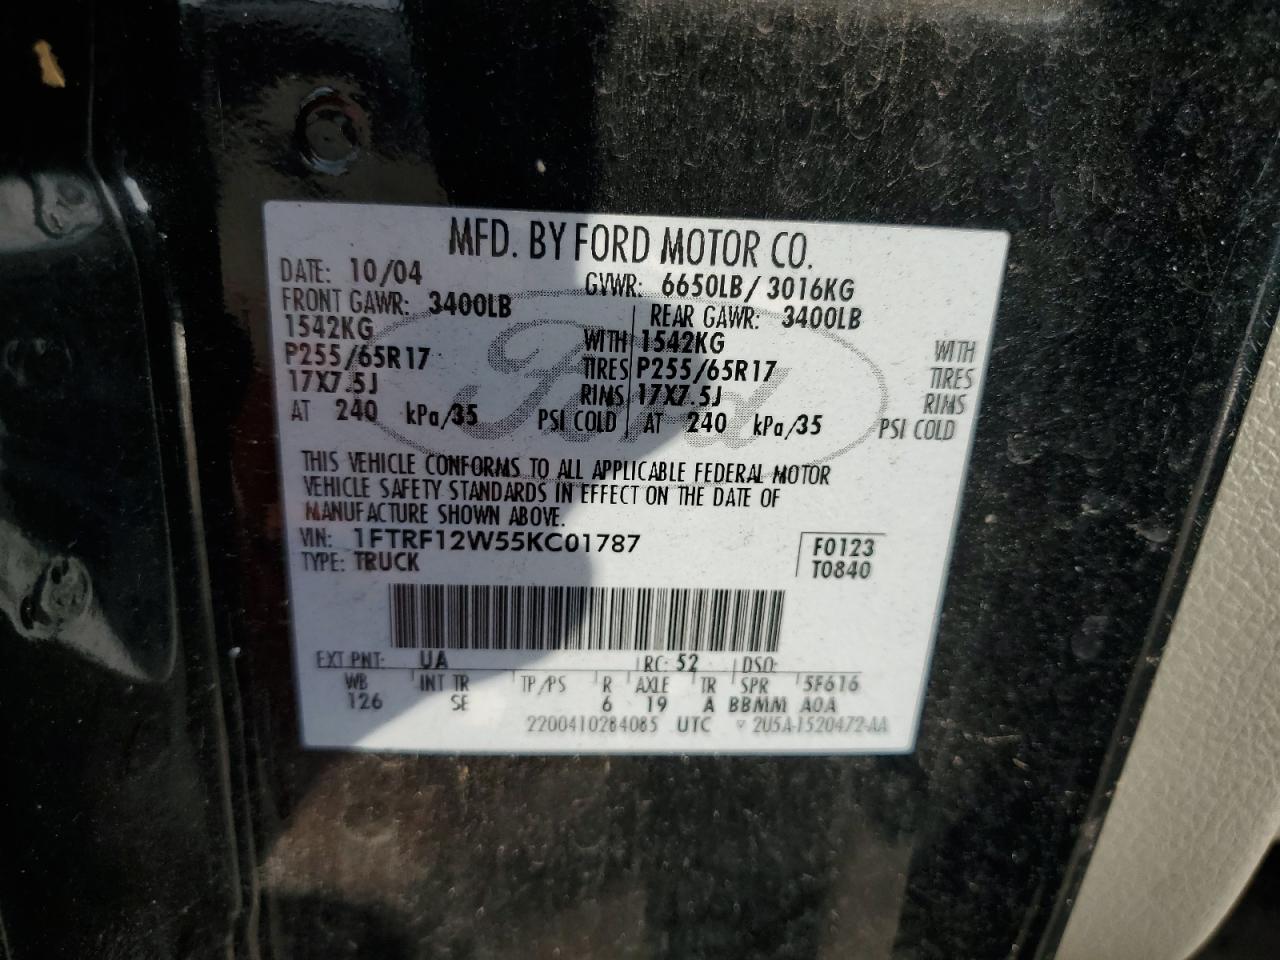 MFD. BY FORD MOTOR CO.
DATE: 10/04 GVWR: 6650LB/ 3016KG
FRONT GAWR: 3400LB REAR GAWR: 3400LB
1542KG WITH 1542KG WITH
P255/65R17 TIRES P255/65R17 TIRES
17X7.5J RIMS 17X7.5J RIMS
AT 240 kPa/35 PSI COLD AT 240 kPa/35 PSI COLD
Ford
THIS VEHICLE CONFORMS TO ALL APPLICABLE FEDERAL MOTOR
VEHICLE SAFETY STANDARDS IN EFFECT ON THE DATE OF
MANUFACTURE SHOWN ABOVE.
VIN: 1FTRF12W55KC01787 F0123
TYPE: TRUCK T0840
EXT PNT: UA RC: 52 DSO:
WB INT TR TP/PS R AXLE TR SPR 5F616
126 SE 6 19 A BBMM A0A
2200410284085 UTC ▽ 2U5A-1520472-AA